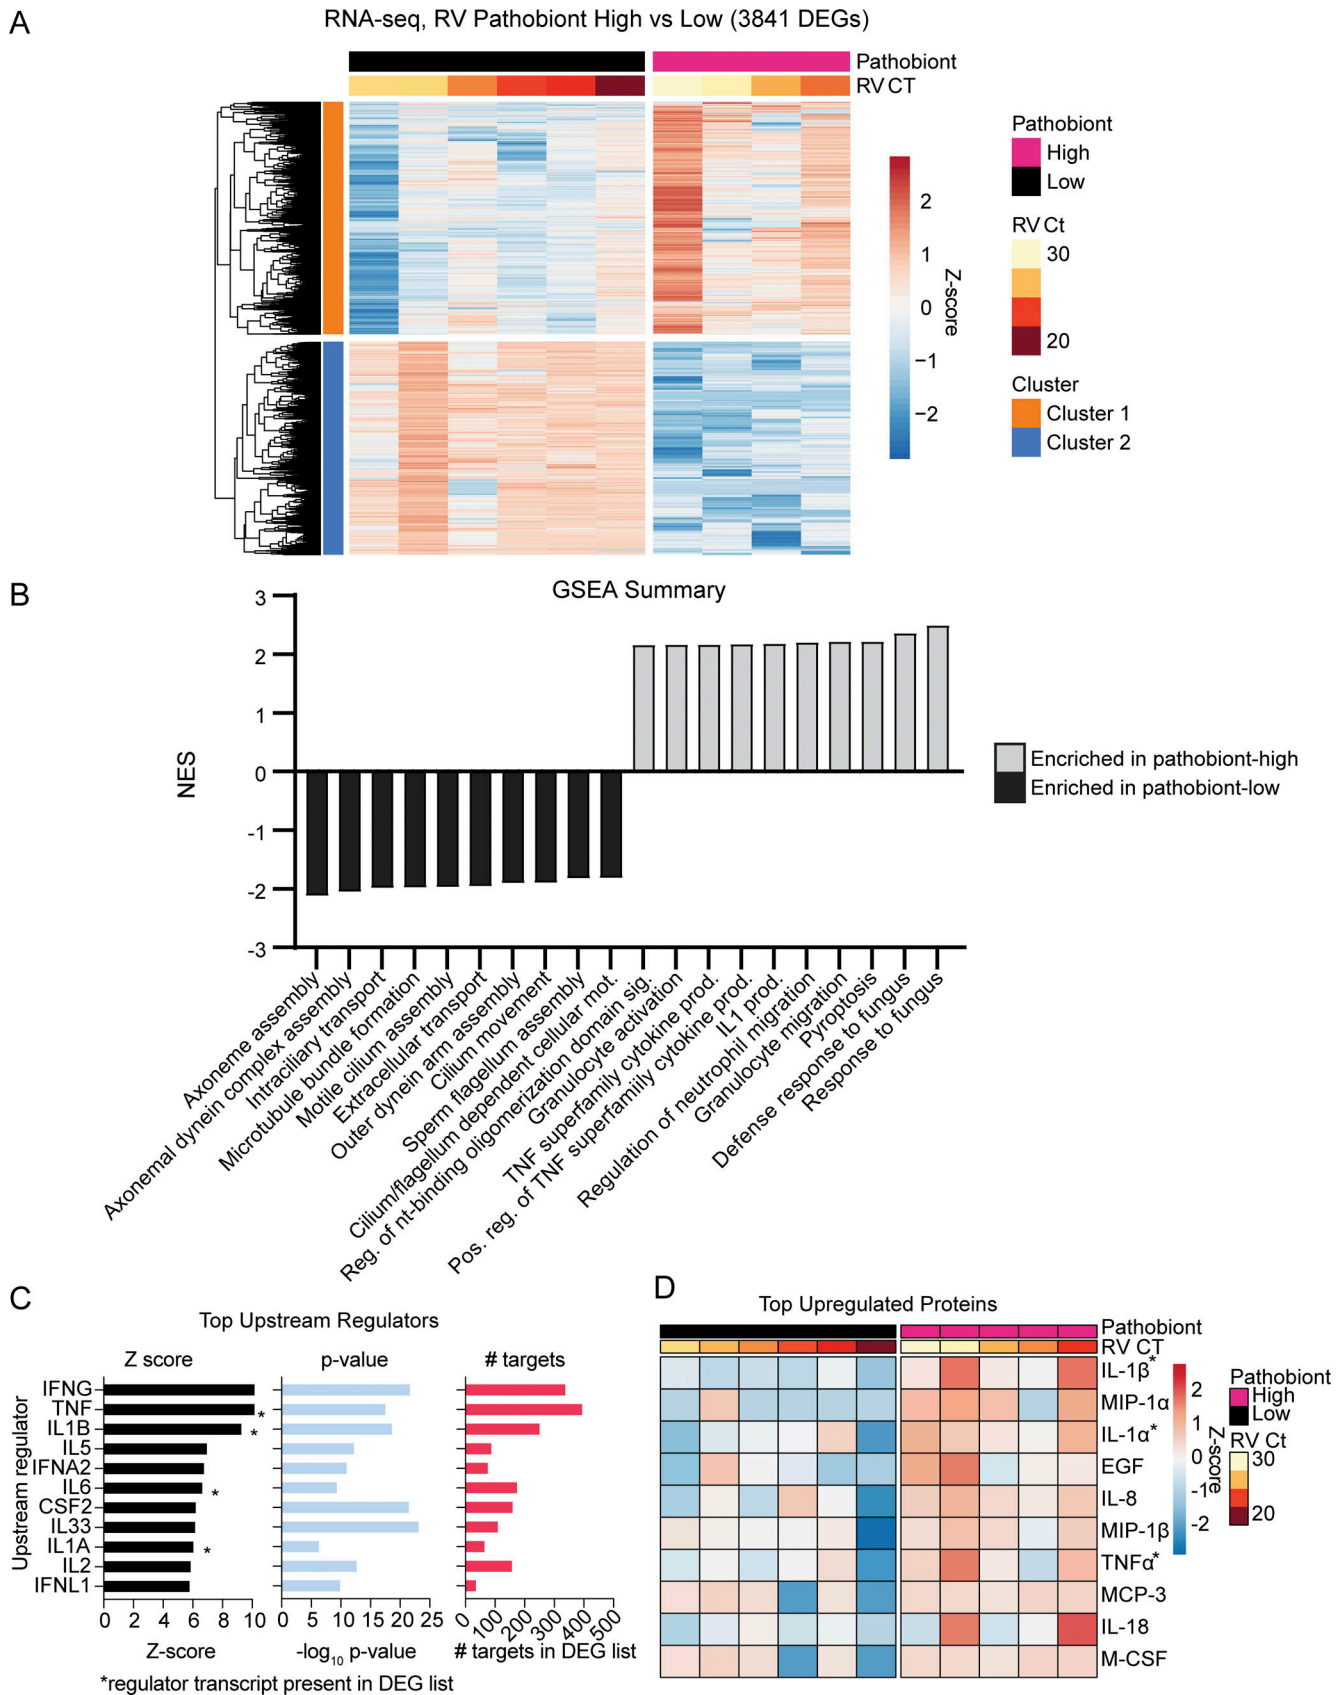 A
RNA-seq, RV Pathobiont High vs Low (3841 DEGs)
Pathobiont
RV CT
2
1
0
−1
−2
Z-score
Pathobiont
High
Low
RV Ct
30
20
Cluster
Cluster 1
Cluster 2
B
GSEA Summary
3
2
1
0
-1
-2
-3
NES
Encriched in pathobiont-high
Enriched in pathobiont-low
Axoneme assembly
Axonemal dynein complex assembly
Intraciliary transport
Microtubule bundle formation
Motile cilium assembly
Extracellular transport
Outer dynein arm assembly
Cilium movement
Sperm flagellum assembly
Cilium/flagellum dependent cellular mot.
Reg. of nt-binding oligomerization domain sig.
Granulocyte activation
TNF superfamily cytokine prod.
Pos. reg. of TNF superfamiily cytokine prod.
IL1 prod.
Regulation of neutrophil migration
Granulocyte migration
Pyroptosis
Defense response to fungus
Response to fungus
C
Top Upstream Regulators
Z score
p-value
# targets
Upstream regulator
IFNG
TNF
*
IL1B
*
IL5
IFNA2
IL6
*
CSF2
IL33
IL1A
*
IL2
IFNL1
0 2 4 6 8 10
0 5 10 15 20 25
0 100 200 300 400 500
Z-score
-log10 p-value
# targets in DEG list
*regulator transcript present in DEG list
D
Top Upregulated Proteins
Pathobiont
RV CT
IL-1β*
MIP-1α
IL-1α*
EGF
IL-8
MIP-1β
TNFα*
MCP-3
IL-18
M-CSF
2
1
0
-1
-2
Z-score
Pathobiont
High
Low
RV Ct
30
20